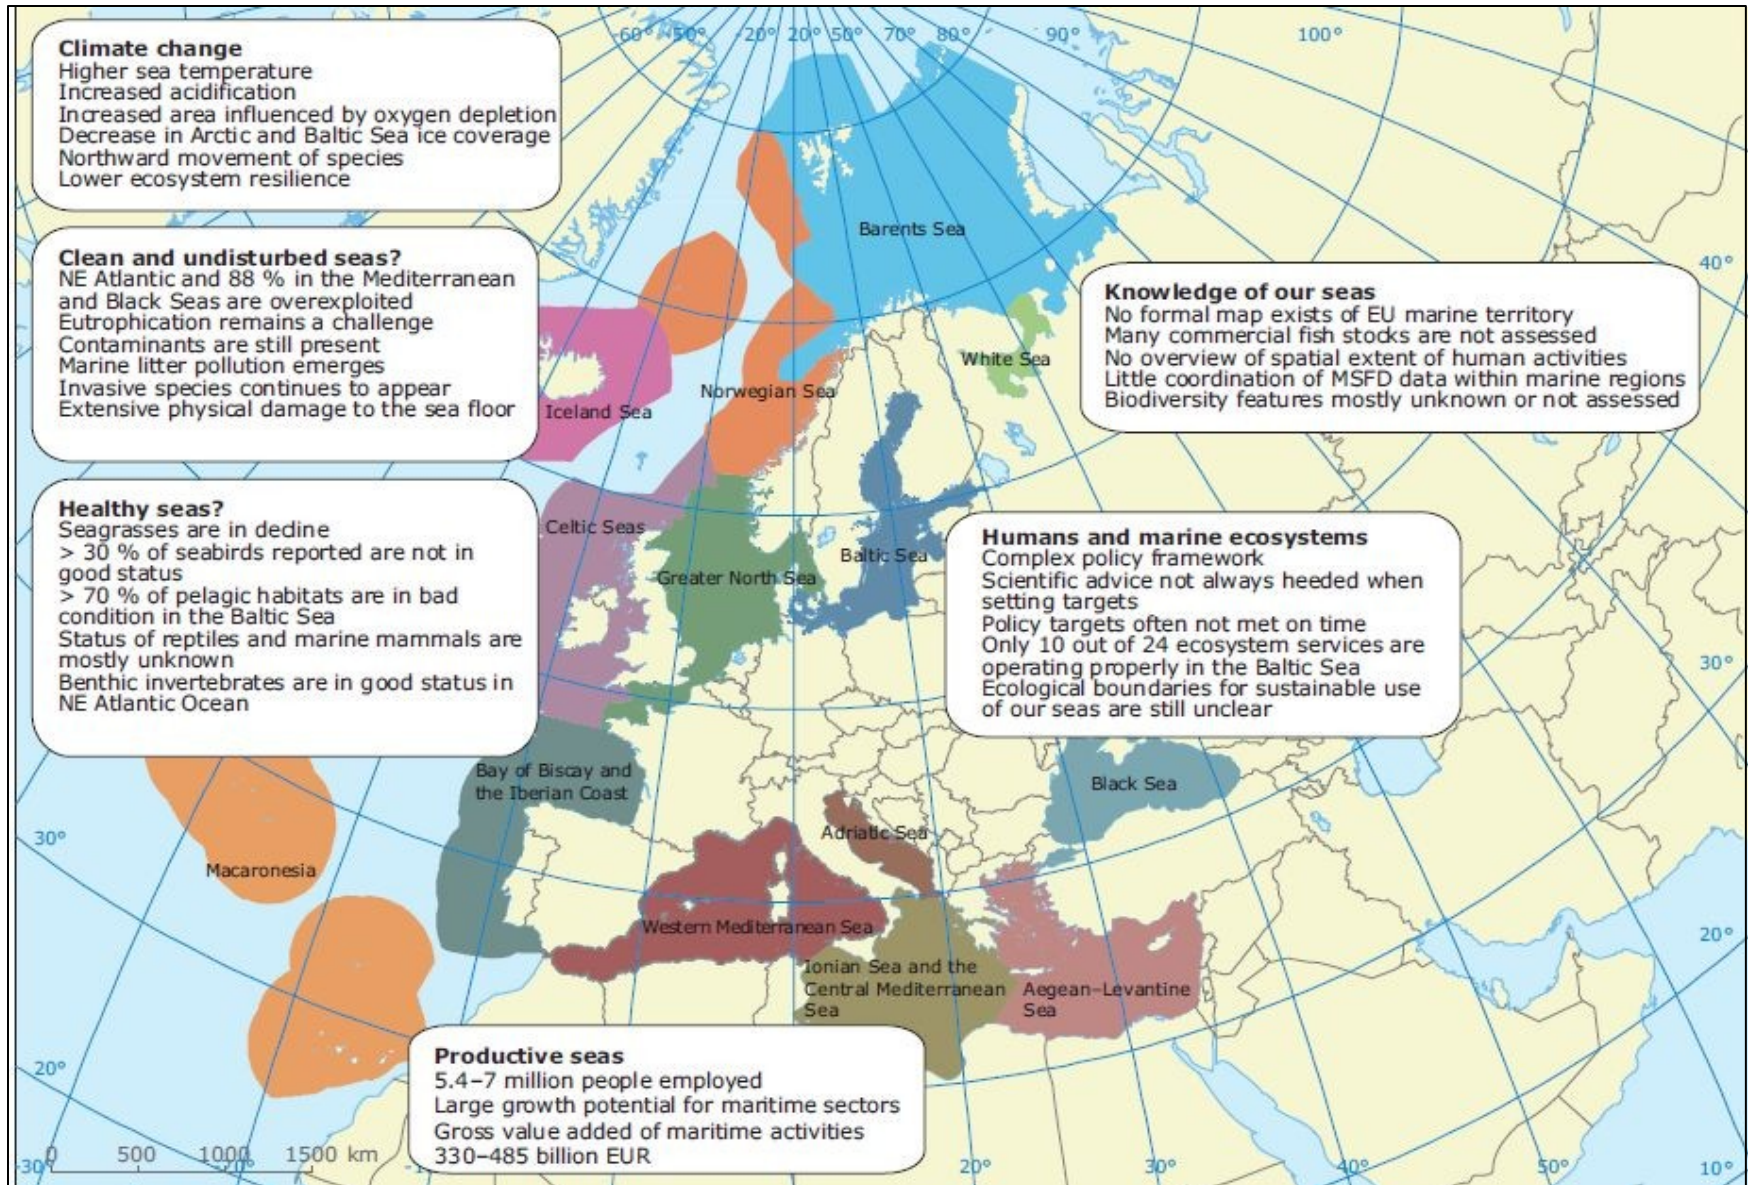 -60° -50° -20° 20° 50° 70° 80° 90° 100°
Climate change
Higher sea temperature
Increased acidification
Increased area influenced by oxygen depletion
Decrease in Arctic and Baltic Sea ice coverage
Northward movement of species
Lower ecosystem resilience
Clean and undisturbed seas?
NE Atlantic and 88 % in the Mediterranean
and Black Seas are overexploited
Eutrophication remains a challenge
Contaminants are still present
Marine litter pollution emerges
Invasive species continues to appear
Extensive physical damage to the sea floor
Barents Sea
40°
Knowledge of our seas
No formal map exists of EU marine territory
Many commercial fish stocks are not assessed
No overview of spatial extent of human activities
Little coordination of MSFD data within marine regions
Biodiversity features mostly unknown or not assessed
White Sea
Norwegian Sea
Iceland Sea
Healthy seas?
Seagrasses are in decline
> 30 % of seabirds reported are not in
good status
> 70 % of pelagic habitats are in bad
condition in the Baltic Sea
Status of reptiles and marine mammals are
mostly unknown
Benthic invertebrates are in good status in
NE Atlantic Ocean
Celtic Seas
Greater North Sea
Baltic Sea
Humans and marine ecosystems
Complex policy framework
Scientific advice not always heeded when
setting targets
Policy targets often not met on time
Only 10 out of 24 ecosystem services are
operating properly in the Baltic Sea
Ecological boundaries for sustainable use
of our seas are still unclear
30°
Bay of Biscay and
the Iberian Coast
Black Sea
Adriatic Sea
30°
Macaronesia
Western Mediterranean Sea
20°
Ionian Sea and the
Central Mediterranean
Sea
Aegean–Levantine
Sea
20°
Productive seas
5.4–7 million people employed
Large growth potential for maritime sectors
Gross value added of maritime activities
330–485 billion EUR
0 500 1000 1500 km
-30° 20° 30° 40° 50° 10°